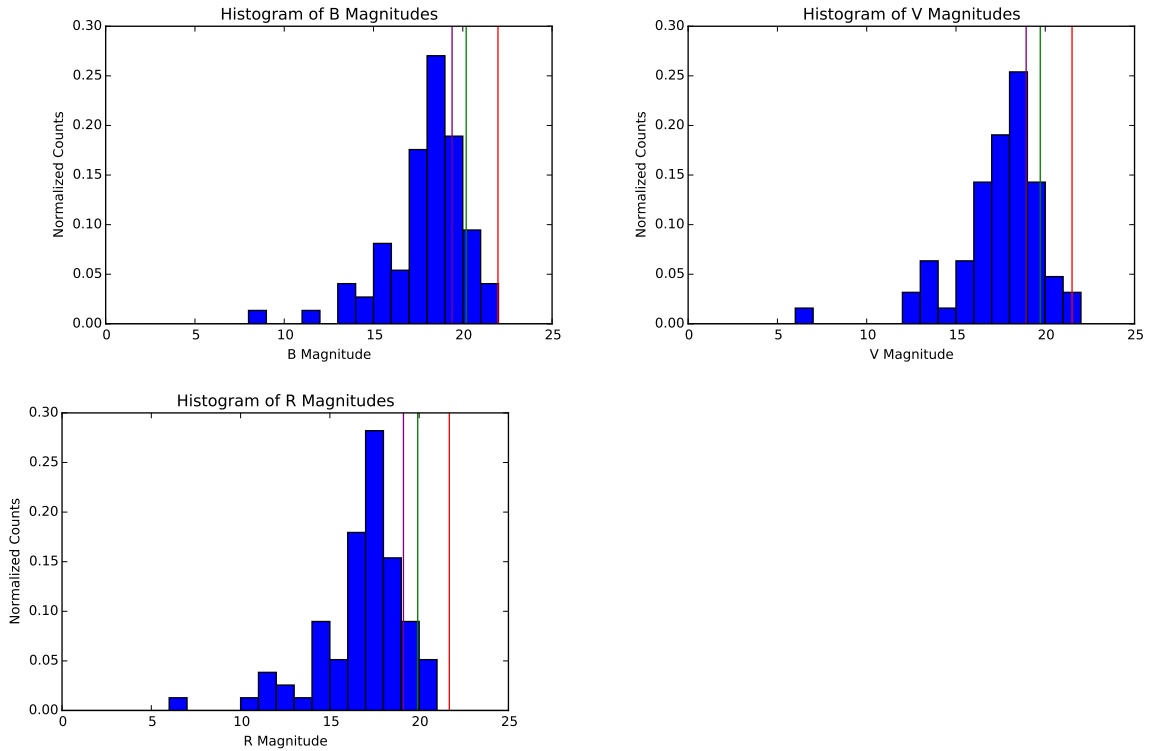 Histogram of B Magnitudes
0.30
0.25
0.20
0.15
0.10
0.05
0.00
Normalized Counts
0 5 10 15 20 25
B Magnitude
Histogram of V Magnitudes
0.30
0.25
0.20
0.15
0.10
0.05
0.00
Normalized Counts
0 5 10 15 20 25
V Magnitude
Histogram of R Magnitudes
0.30
0.25
0.20
0.15
0.10
0.05
0.00
Normalized Counts
0 5 10 15 20 25
R Magnitude